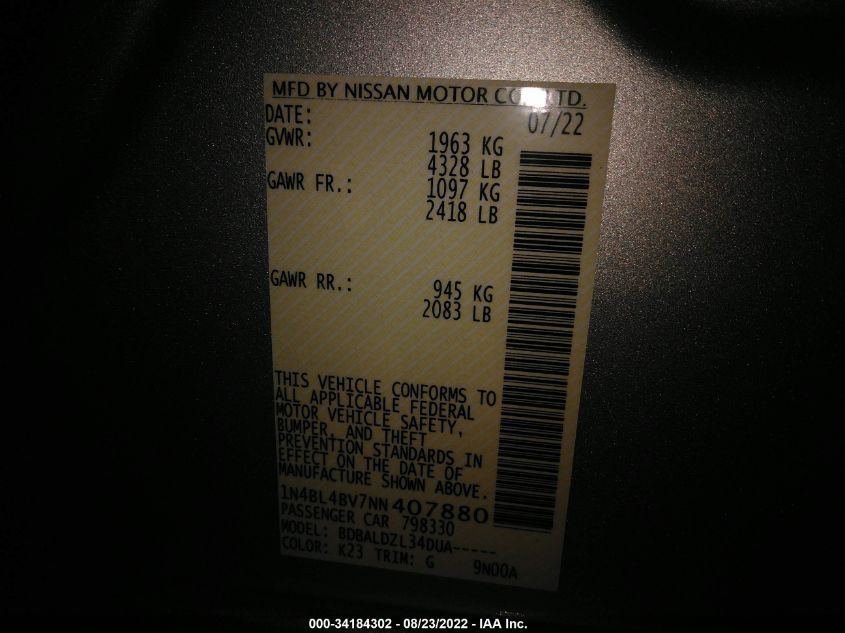 MFD BY NISSAN MOTOR CO., LTD.
DATE: 07/22
GVWR: 1963 KG
4328 LB
GAWR FR.: 1097 KG
2418 LB
GAWR RR.: 945 KG
2083 LB
THIS VEHICLE CONFORMS TO
ALL APPLICABLE FEDERAL
MOTOR VEHICLE SAFETY,
BUMPER, AND THEFT
PREVENTION STANDARDS IN
EFFECT ON THE DATE OF
MANUFACTURE SHOWN ABOVE.
1N4BL4BV7NN407880
PASSENGER CAR 798330
MODEL: BDBALDZL34DUA-----
COLOR: K23 TRIM: G 9N00A
000-34184302 - 08/23/2022 - IAA Inc.